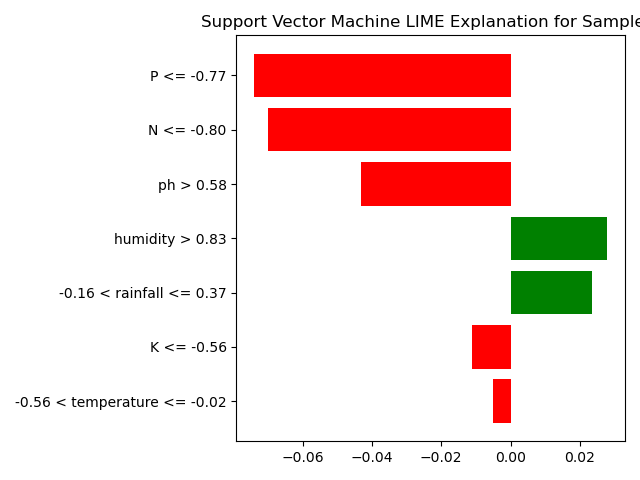 Support Vector Machine LIME Explanation for Sample
P <= -0.77
N <= -0.80
ph > 0.58
humidity > 0.83
-0.16 < rainfall <= 0.37
K <= -0.56
-0.56 < temperature <= -0.02
−0.06 −0.04 −0.02 0.00 0.02